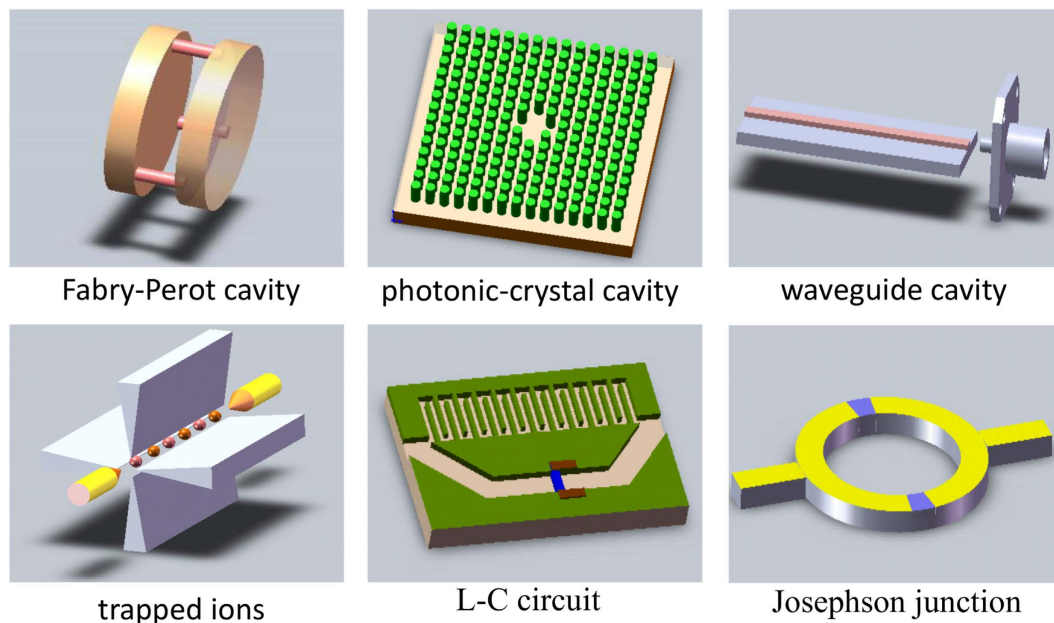 Fabry-Perot cavity
photonic-crystal cavity
waveguide cavity
trapped ions
L-C circuit
Josephson junction